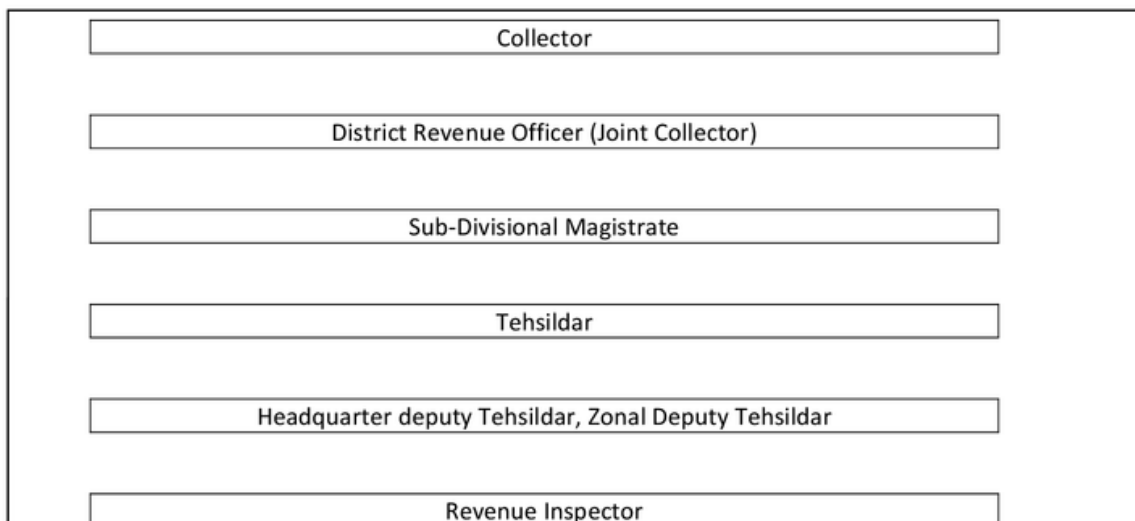 Collector
District Revenue Officer (Joint Collector)
Sub-Divisional Magistrate
Tehsildar
Headquarter deputy Tehsildar, Zonal Deputy Tehsildar
Revenue Inspector